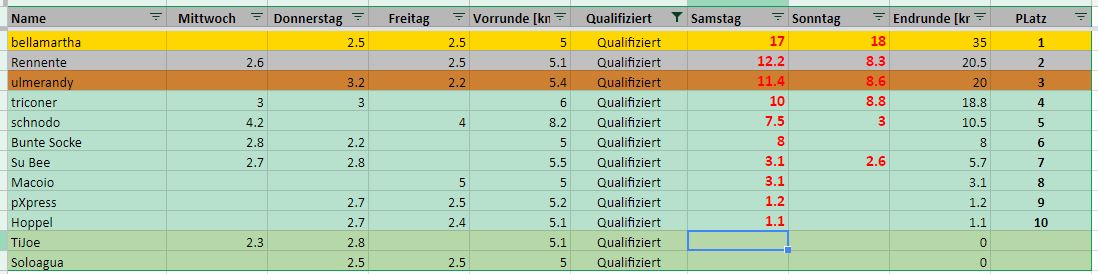 Name Mittwoch Donnerstag Freitag Vorrunde [kn Qualifiziert Samstag Sonntag Endrunde [kr PLatz
bellamartha 2.5 2.5 5 Qualifiziert 17 18 35 1
Rennente 2.6 2.5 5.1 Qualifiziert 12.2 8.3 20.5 2
ulmerandy 3.2 2.2 5.4 Qualifiziert 11.4 8.6 20 3
triconer 3 3 6 Qualifiziert 10 8.8 18.8 4
schnodo 4.2 4 8.2 Qualifiziert 7.5 3 10.5 5
Bunte Socke 2.8 2.2 5 Qualifiziert 8 8 6
Su Bee 2.7 2.8 5.5 Qualifiziert 3.1 2.6 5.7 7
Macoio 5 5 Qualifiziert 3.1 3.1 8
pXpress 2.7 2.5 5.2 Qualifiziert 1.2 1.2 9
Hoppel 2.7 2.4 5.1 Qualifiziert 1.1 1.1 10
TiJoe 2.3 2.8 5.1 Qualifiziert 0
Soloagua 2.5 2.5 5 Qualifiziert 0